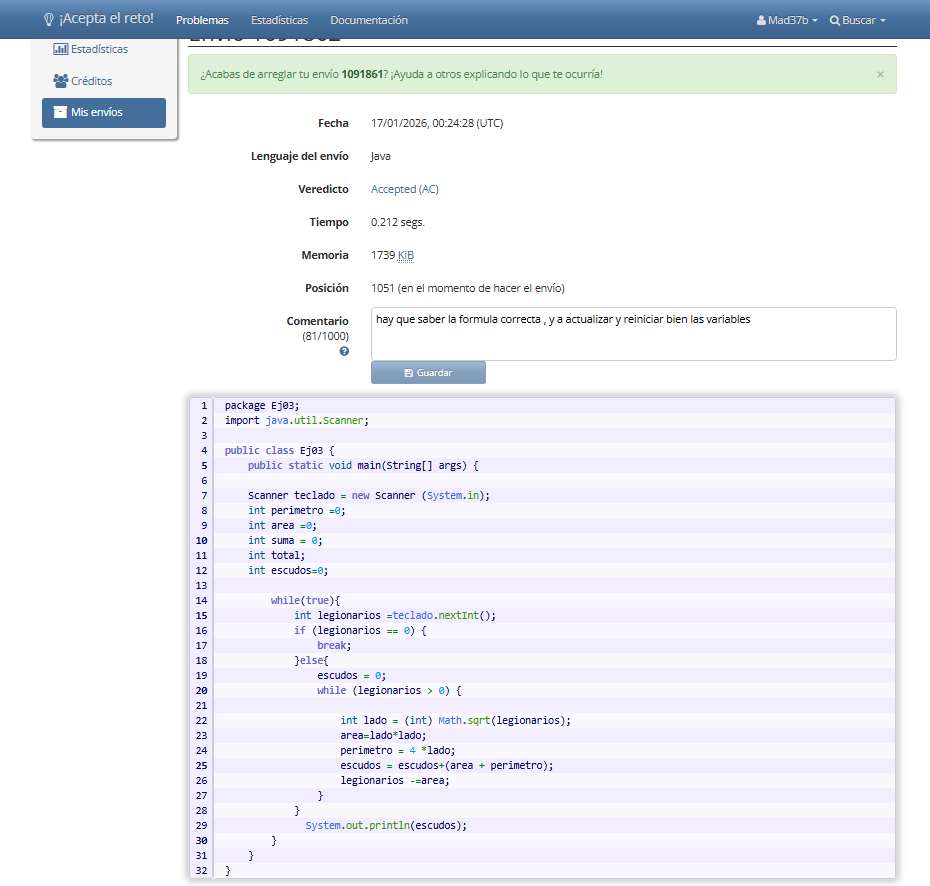 ¡Acepta el reto! Problemas Estadísticas Documentación Mad37b Buscar
Envío 1091862
Estadísticas
Créditos
Mis envíos
¿Acabas de arreglar tu envío 1091861? ¡Ayuda a otros explicando lo que te ocurría! ×
Fecha 17/01/2026, 00:24:28 (UTC)
Lenguaje del envío Java
Veredicto Accepted (AC)
Tiempo 0.212 segs.
Memoria 1739 KiB
Posición 1051 (en el momento de hacer el envío)
Comentario hay que saber la formula correcta , y a actualizar y reiniciar bien las variables
(81/1000)
?
Guardar
1 package Ej03;
2 import java.util.Scanner;
3
4 public class Ej03 {
5 public static void main(String[] args) {
6
7 Scanner teclado = new Scanner (System.in);
8 int perimetro =0;
9 int area =0;
10 int suma = 0;
11 int total;
12 int escudos=0;
13
14 while(true){
15 int legionarios =teclado.nextInt();
16 if (legionarios == 0) {
17 break;
18 }else{
19 escudos = 0;
20 while (legionarios > 0) {
21
22 int lado = (int) Math.sqrt(legionarios);
23 area=lado*lado;
24 perimetro = 4 *lado;
25 escudos = escudos+(area + perimetro);
26 legionarios -=area;
27 }
28 }
29 System.out.println(escudos);
30 }
31 }
32 }